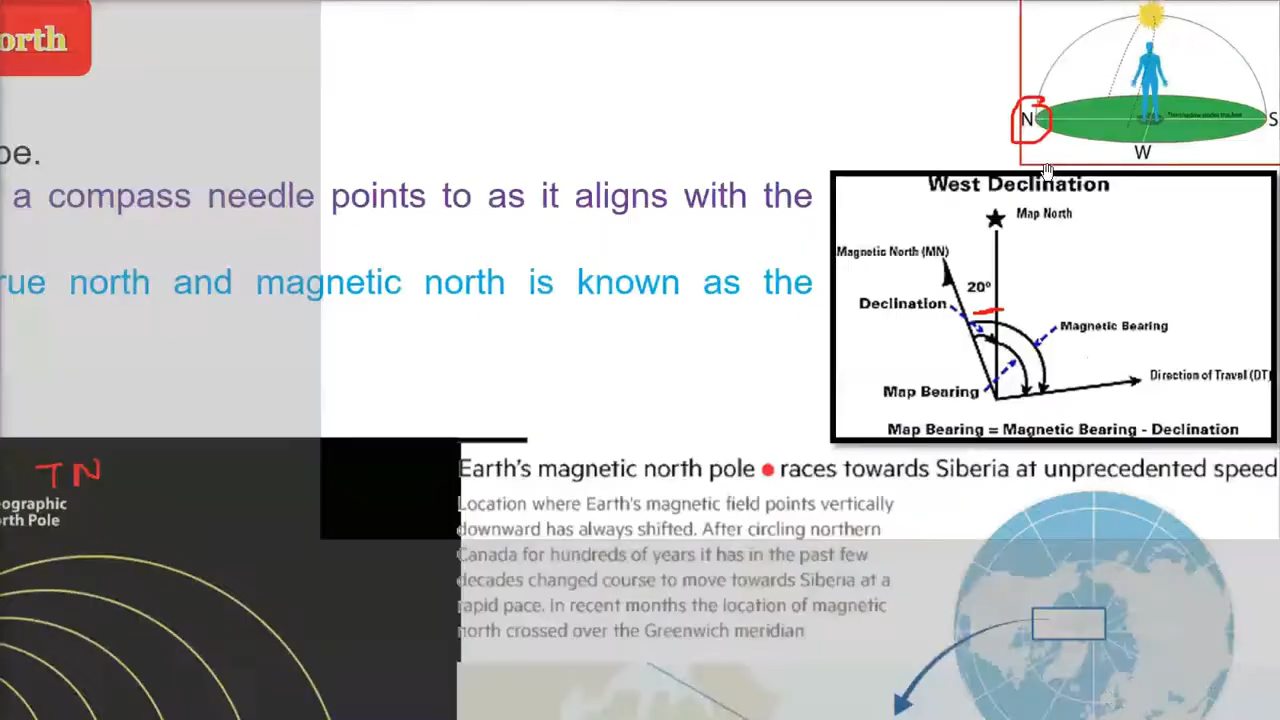 orth
pe.
a compass needle points to as it aligns with the
rue north and magnetic north is known as the
N
S
W
West Declination
Map North
Magnetic North (MN)
20°
Declination
Magnetic Bearing
Direction of Travel (DT)
Map Bearing
Map Bearing = Magnetic Bearing - Declination
TN
eographic
rth Pole
Earth's magnetic north pole ● races towards Siberia at unprecedented speed
Location where Earth's magnetic field points vertically
downward has always shifted. After circling northern
Canada for hundreds of years it has in the past few
decades changed course to move towards Siberia at a
rapid pace. In recent months the location of magnetic
north crossed over the Greenwich meridian